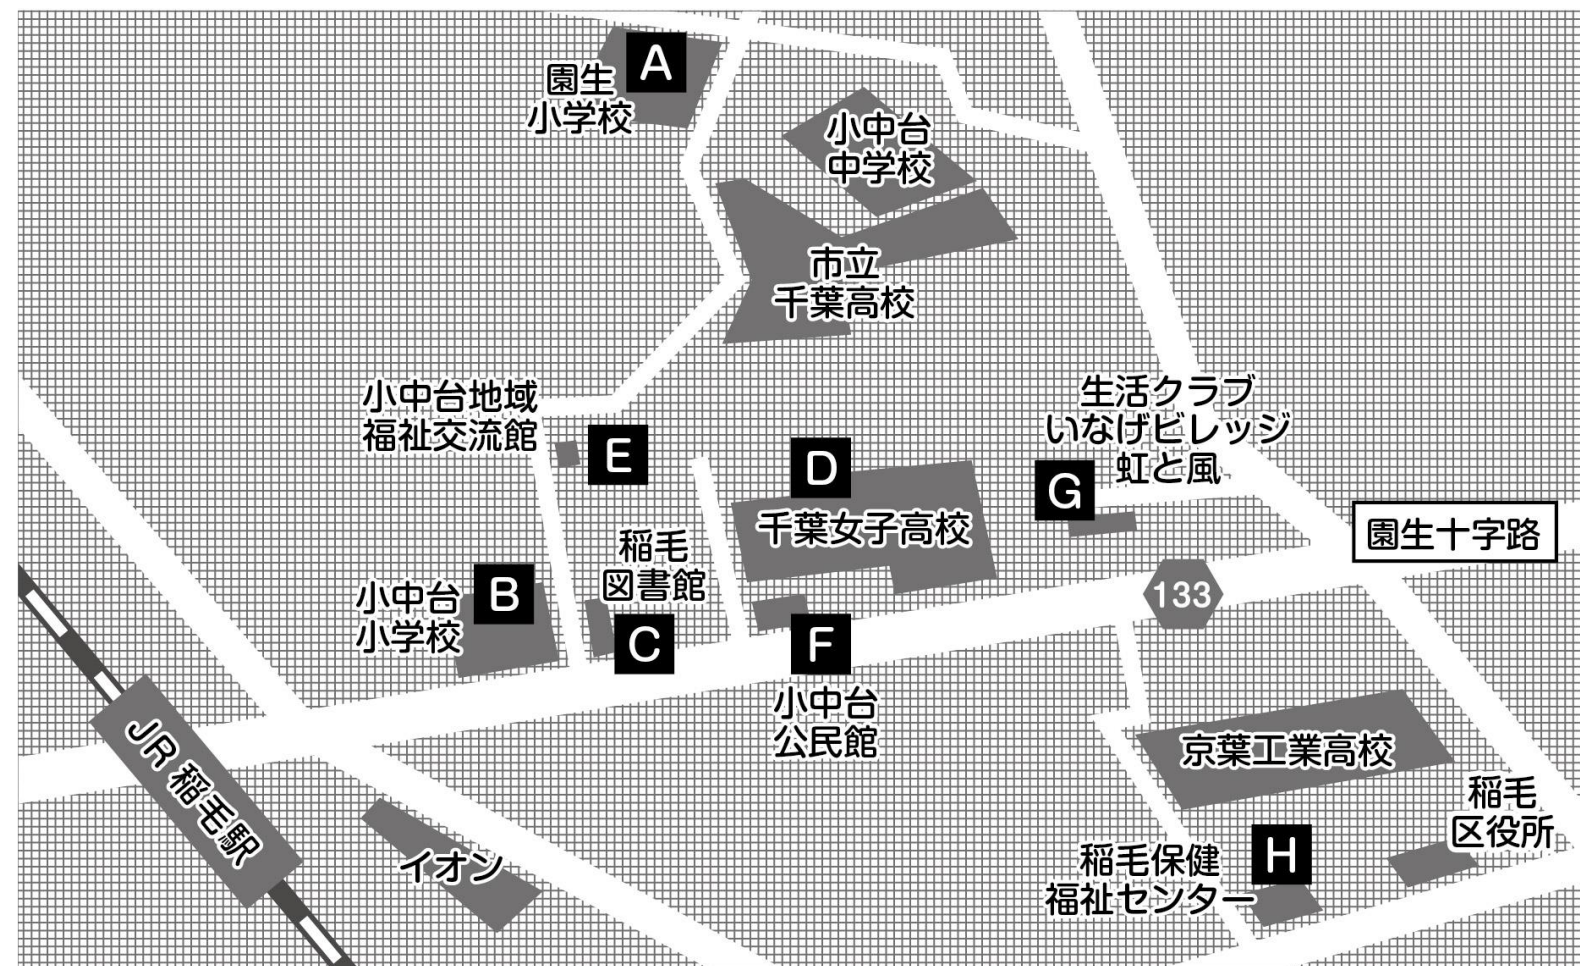 A
園生
小学校
小中台
中学校
市立
千葉高校
小中台地域
福祉交流館
E
D
千葉女子高校
生活クラブ
いなげビレッジ
虹と風
G
園生十字路
稲毛
図書館
C
小中台
小学校
B
133
F
小中台
公民館
JR 稲毛駅
イオン
京葉工業高校
稲毛
区役所
H
稲毛保健
福祉センター